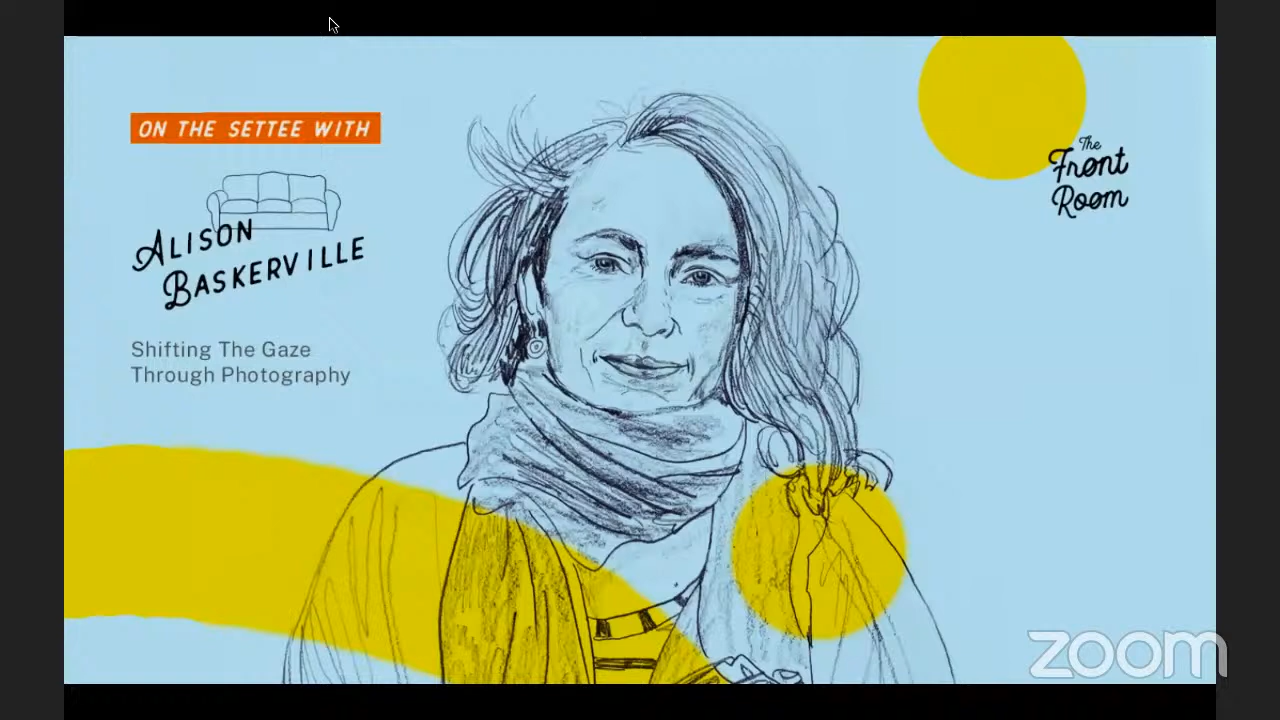 ON THE SETTEE WITH
ALISON
BASKERVILLE
Shifting The Gaze
Through Photography
The
Front
Room
zoom